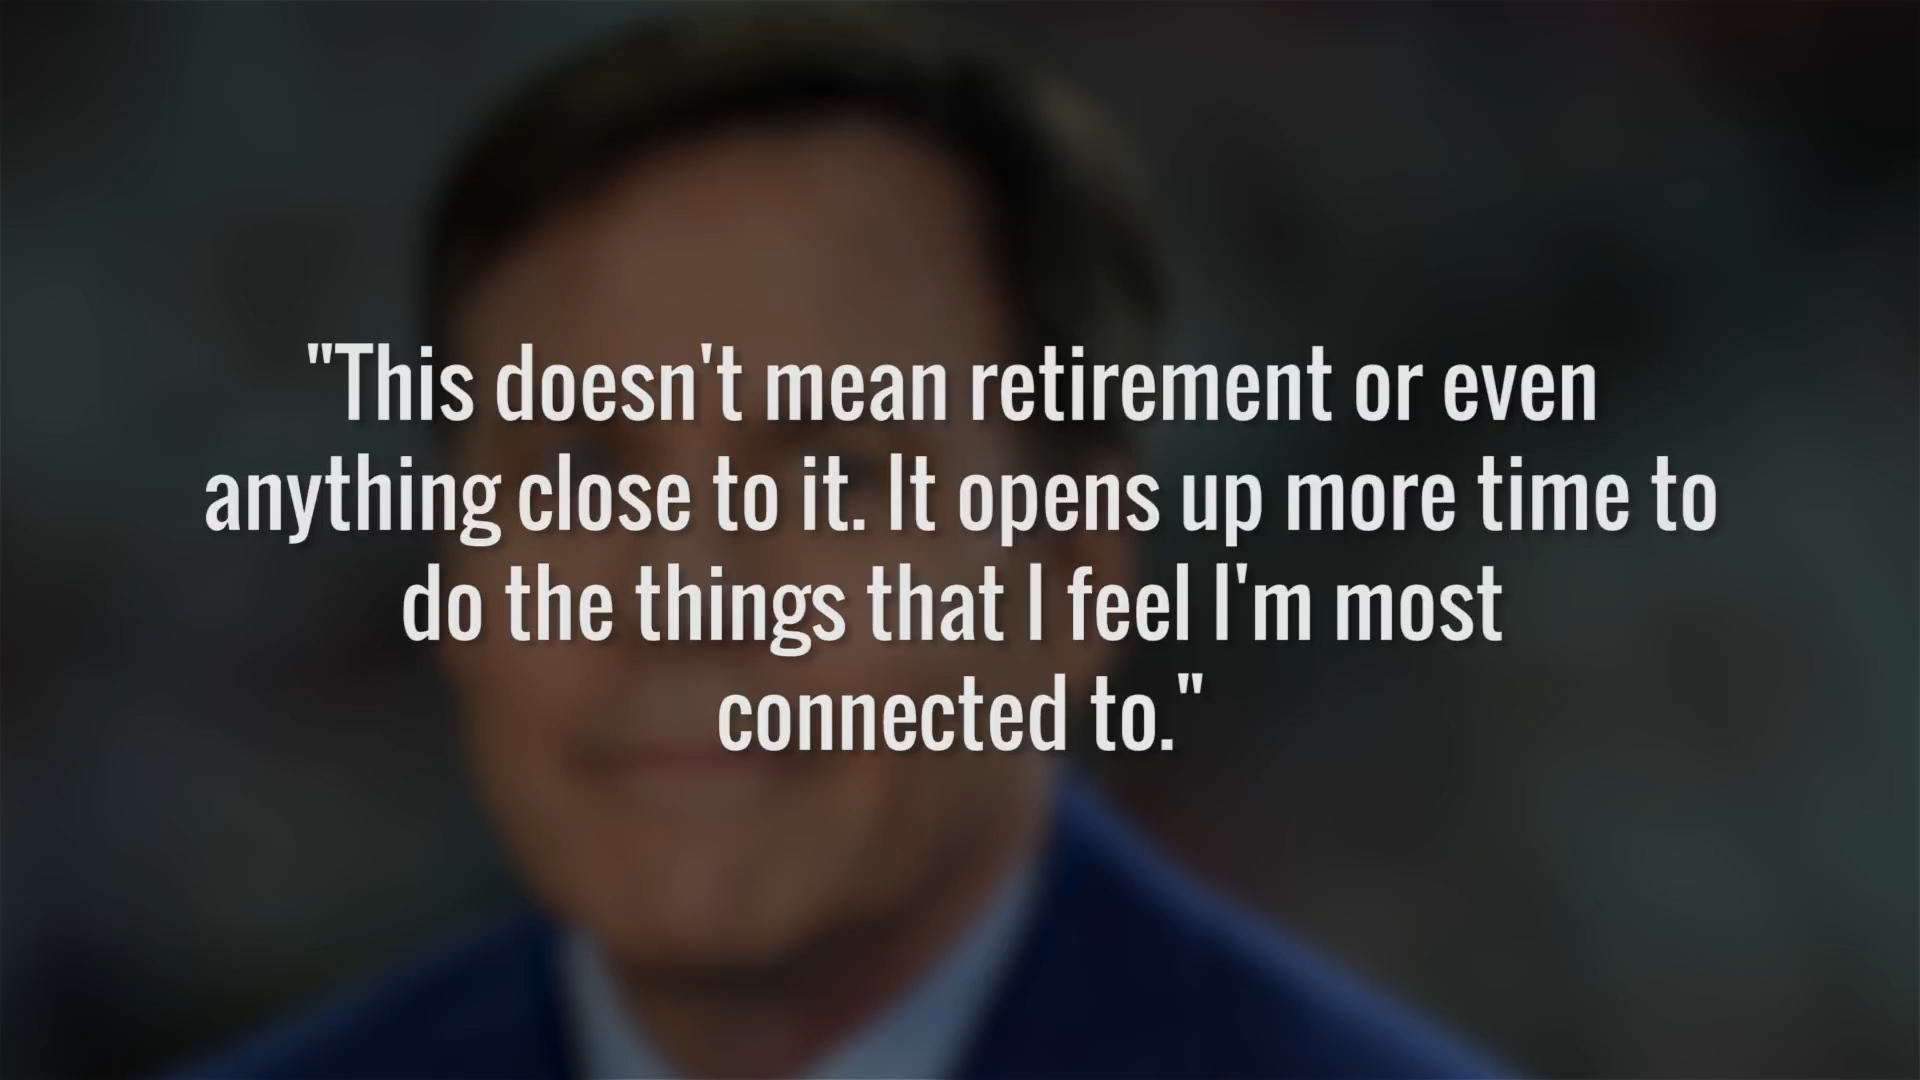 "This doesn't mean retirement or even
anything close to it. It opens up more time to
do the things that I feel I'm most
connected to."